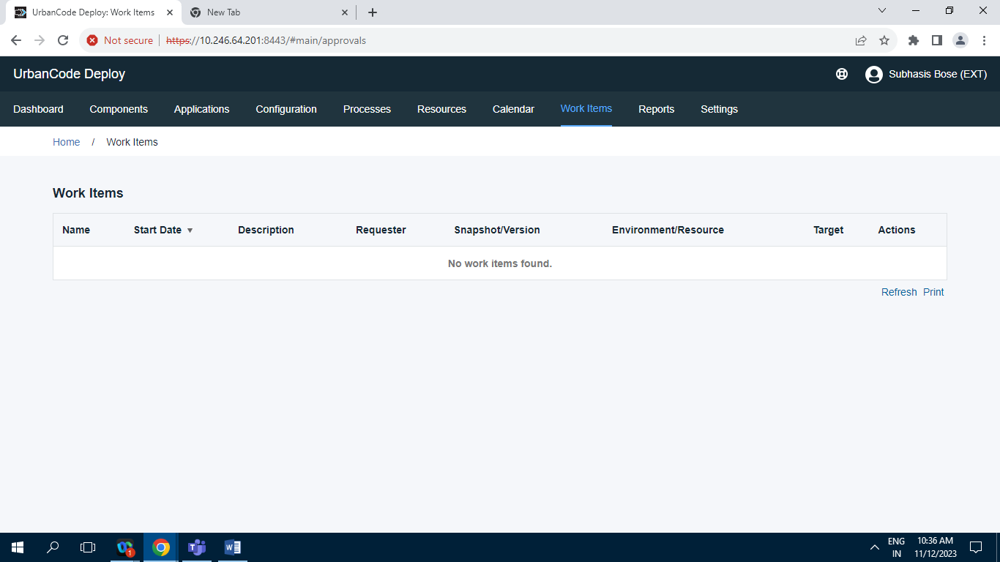 UrbanCode Deploy: Work Items
New Tab
Not secure
https://10.246.64.201:8443/#main/approvals
UrbanCode Deploy
Subhasis Bose (EXT)
Dashboard Components Applications Configuration Processes Resources Calendar Work Items Reports Settings
Home / Work Items
Work Items
Name Start Date Description Requester Snapshot/Version Environment/Resource Target Actions
No work items found.
Refresh Print
1
ENG
IN
10:36 AM
11/12/2023